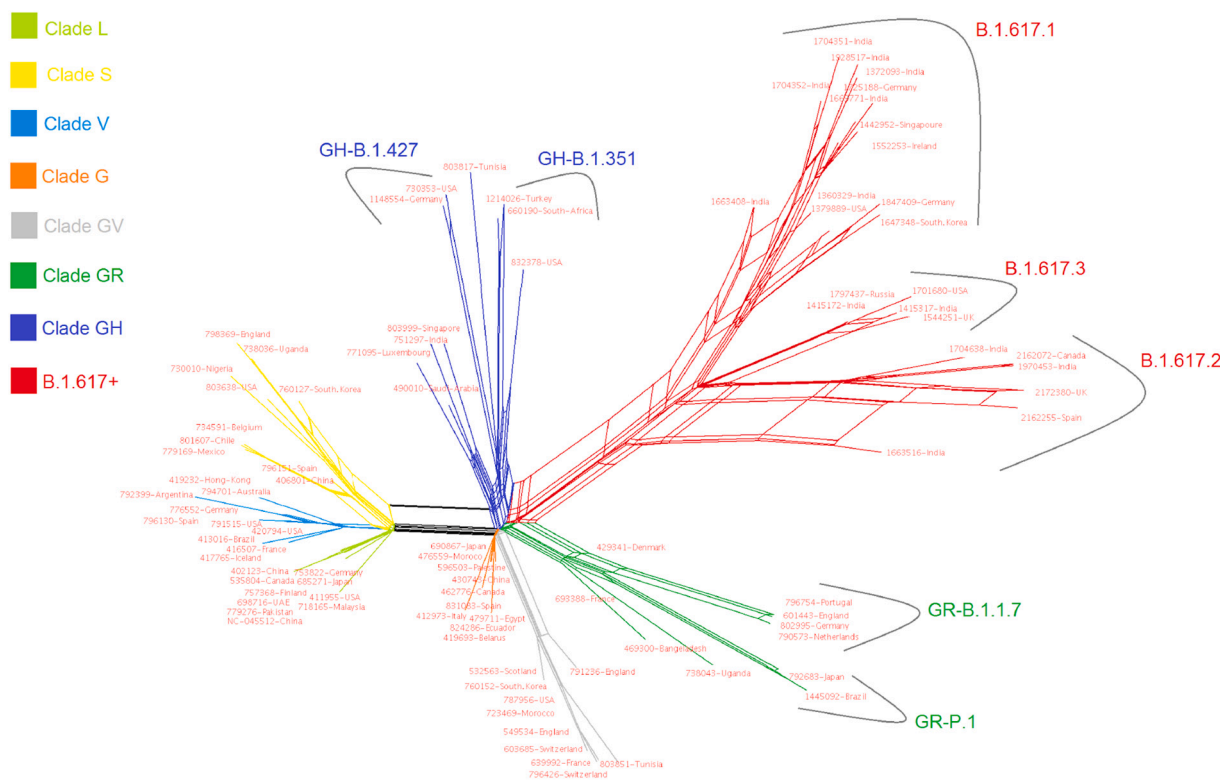 Clade L
Clade S
Clade V
Clade G
Clade GV
Clade GR
Clade GH
B.1.617+
B.1.617.1
1704351-India
1828517-India
1372093-India
1704352-India
1669771-India
1442952-Singapoure
1552253-Ireland
1360329-India
1663408-India
1847409-Germany
1379889-USA
1647348-South.Korea
GH-B.1.427
GH-B.1.351
803817-Tunisia
730353-USA
1148554-Germany
1214026-Turkey
660190-South-Africa
832378-USA
B.1.617.3
1701680-USA
1797437-Russia
1415172-India
1415317-India
1544251-UK
B.1.617.2
1704638-India
2162072-Canada
1970453-India
2172380-UK
2162255-Spain
1663516-India
803999-Singapore
751297-India
771095-Luxembourg
490010-Saudi-Arabia
798369-England
738036-Uganda
730010-Nigeria
803638-USA
760127-South.Korea
734591-Belgium
801607-Chile
779169-Mexico
796151-Spain
406801-China
419232-Hong-Kong
794701-Australia
792399-Argentina
776552-Germany
796130-Spain
791515-USA
420794-USA
413016-Brazil
416507-France
417765-Iceland
402123-China
753822-Germany
535804-Canada
685271-Japan
757368-Finland
411955-USA
698716-UAE
718165-Malaysia
779276-Pakistan
NC-045512-China
690867-Japan
476559-Moroco
596503-Palestine
430743-China
462776-Canada
831083-Spain
412973-Italy
479711-Egypt
824286-Ecuador
419693-Belarus
429341-Denmark
693388-France
GR-B.1.1.7
796754-Portugal
601443-England
802995-Germany
790573-Netherlands
469300-Bangeladesh
738043-Uganda
792683-Japan
1445092-Brazil
GR-P.1
532563-Scotland
791236-England
760152-South.Korea
787956-USA
723469-Morocco
549534-England
603685-Switzerland
639992-France
803851-Tunisia
796426-Switzerland